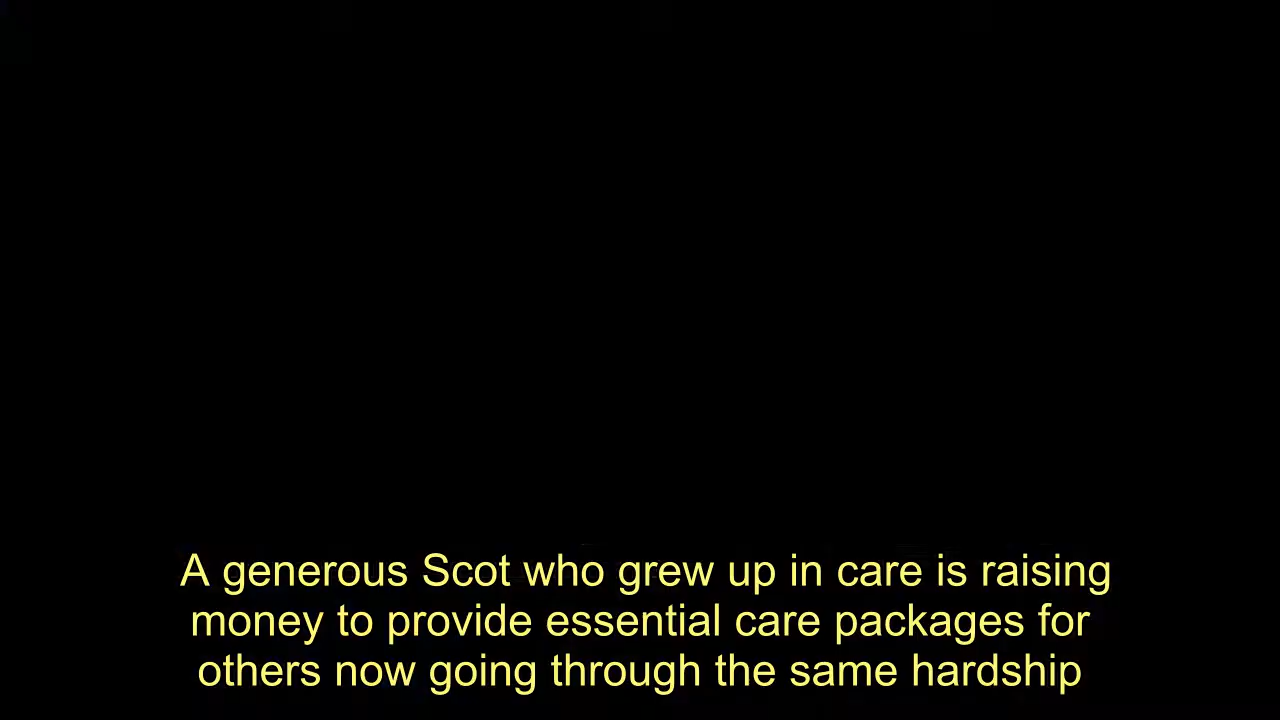 A generous Scot who grew up in care is raising
money to provide essential care packages for
others now going through the same hardship